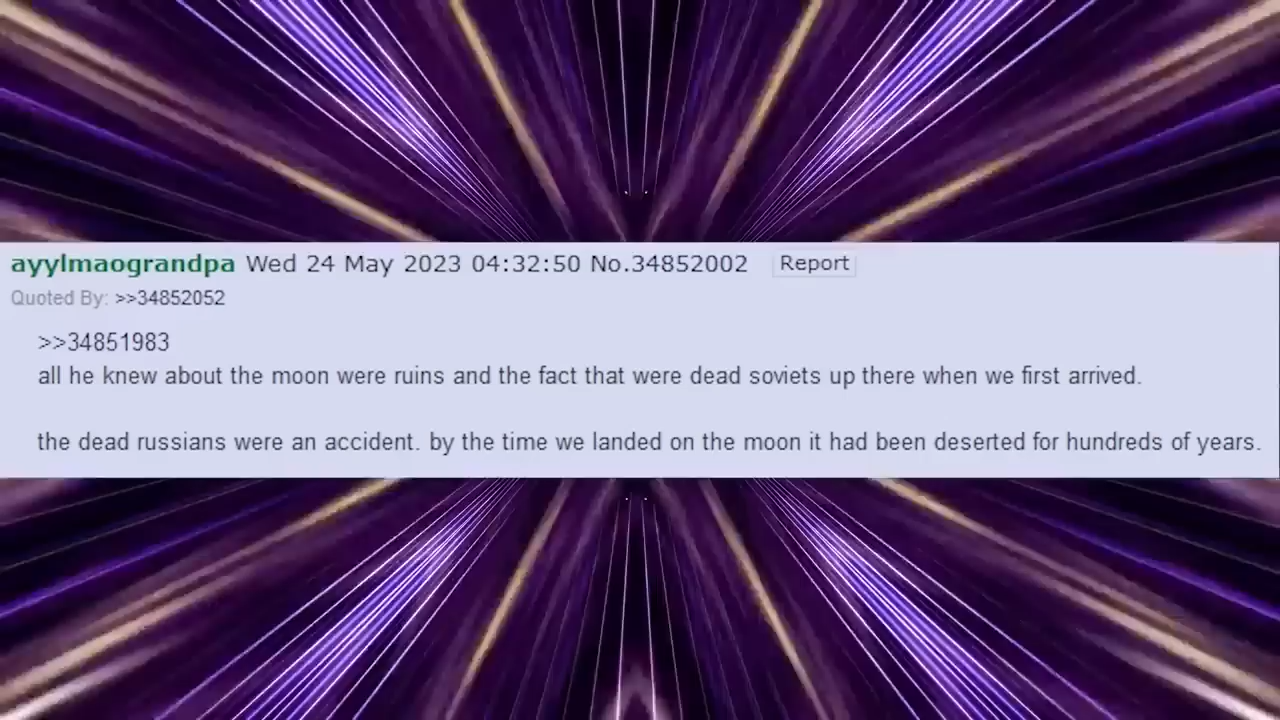 ayylmaograndpa Wed 24 May 2023 04:32:50 No.34852002 Report
Quoted By: >>34852052
>>34851983
all he knew about the moon were ruins and the fact that were dead soviets up there when we first arrived.
the dead russians were an accident. by the time we landed on the moon it had been deserted for hundreds of years.